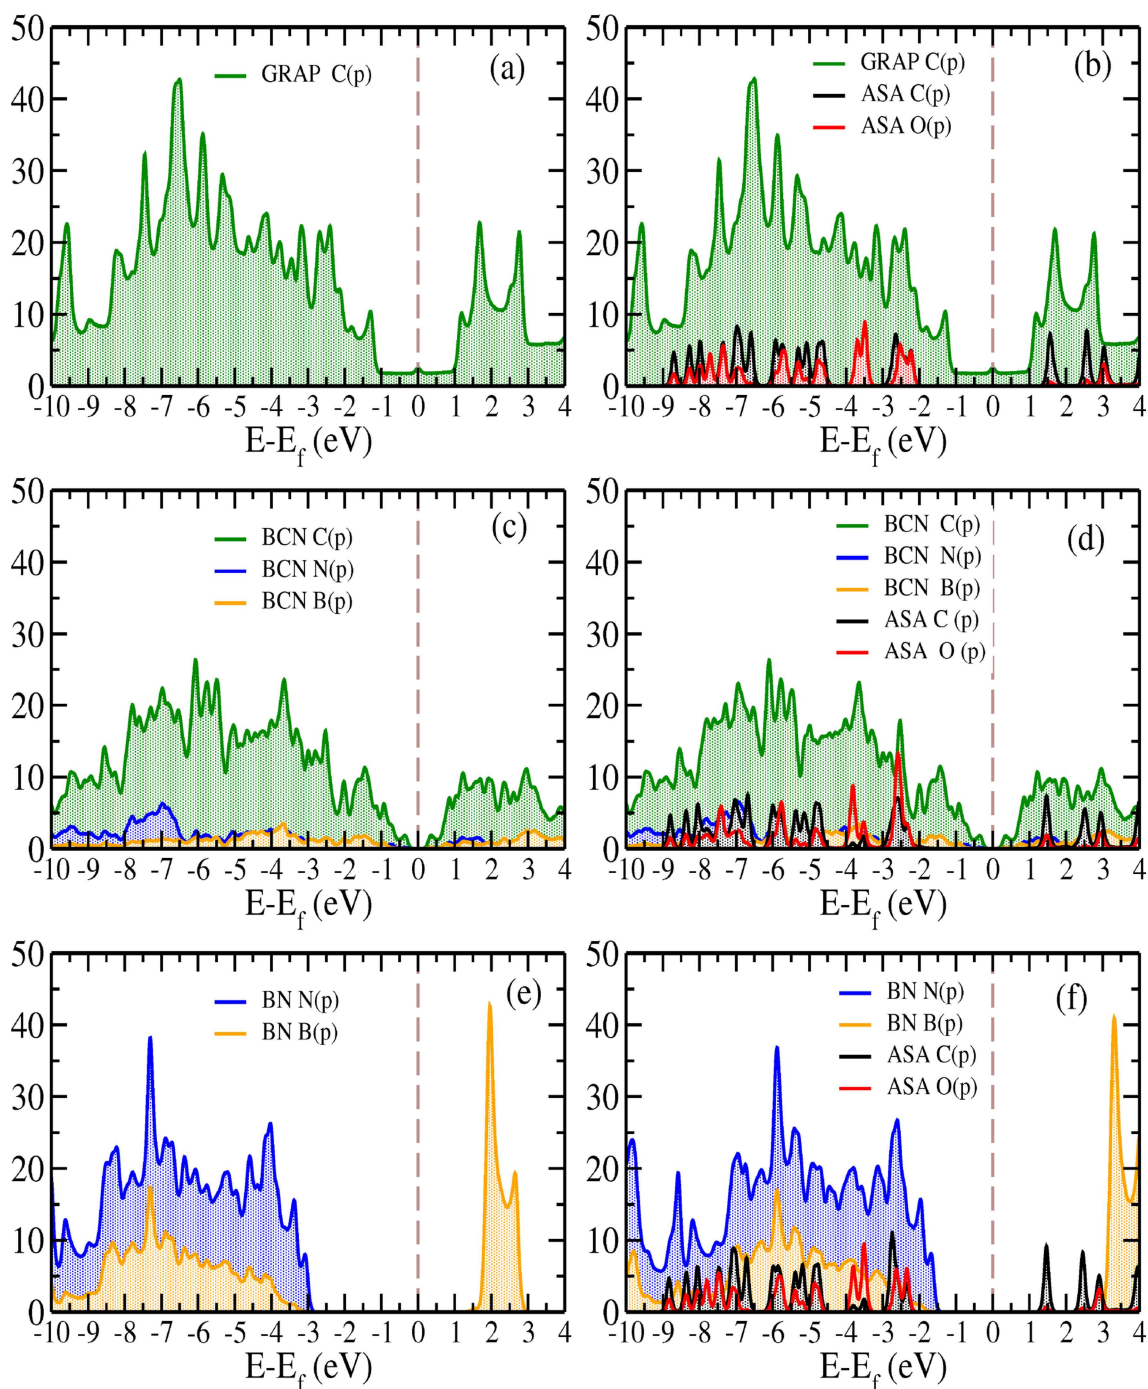 50
40
30
20
10
0
GRAP C(p)
(a)
-10 -9 -8 -7 -6 -5 -4 -3 -2 -1 0 1 2 3 4
E-E_f (eV)
50
40
30
20
10
0
GRAP C(p)
ASA C(p)
ASA O(p)
(b)
-10 -9 -8 -7 -6 -5 -4 -3 -2 -1 0 1 2 3 4
E-E_f (eV)
50
40
30
20
10
0
BCN C(p)
BCN N(p)
BCN B(p)
(c)
-10 -9 -8 -7 -6 -5 -4 -3 -2 -1 0 1 2 3 4
E-E_f (eV)
50
40
30
20
10
0
BCN C(p)
BCN N(p)
BCN B(p)
ASA C (p)
ASA O (p)
(d)
-10 -9 -8 -7 -6 -5 -4 -3 -2 -1 0 1 2 3 4
E-E_f (eV)
50
40
30
20
10
0
BN N(p)
BN B(p)
(e)
-10 -9 -8 -7 -6 -5 -4 -3 -2 -1 0 1 2 3 4
E-E_f (eV)
50
40
30
20
10
0
BN N(p)
BN B(p)
ASA C(p)
ASA O(p)
(f)
-10 -9 -8 -7 -6 -5 -4 -3 -2 -1 0 1 2 3 4
E-E_f (eV)